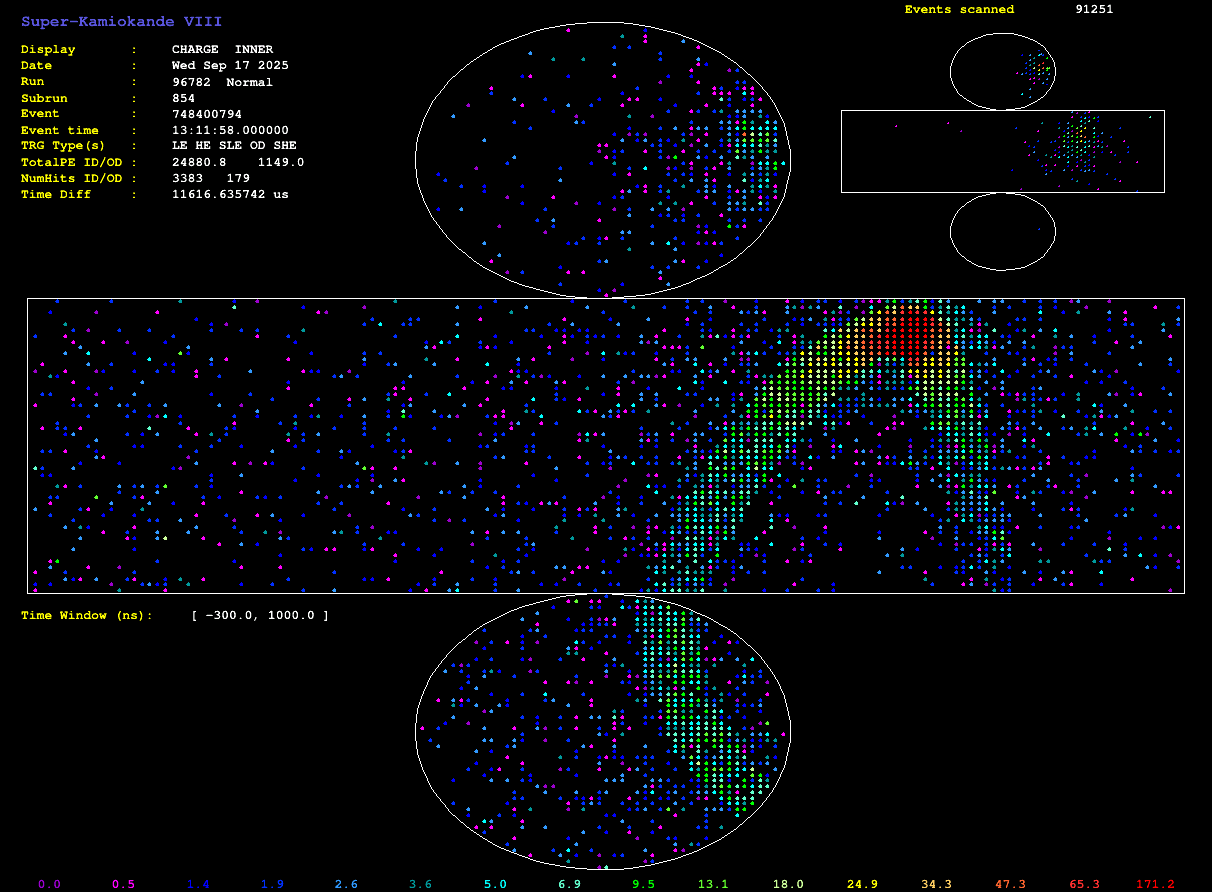 Super-Kamiokande VIII
Display : CHARGE INNER
Date : Wed Sep 17 2025
Run : 96782 Normal
Subrun : 854
Event : 748400794
Event time : 13:11:58.000000
TRG Type(s) : LE HE SLE OD SHE
TotalPE ID/OD : 24880.8 1149.0
NumHits ID/OD : 3383 179
Time Diff : 11616.635742 us
Events scanned 91251
Time Window (ns): [ -300.0, 1000.0 ]
0.0 0.5 1.4 1.9 2.6 3.6 5.0 6.9 9.5 13.1 18.0 24.9 34.3 47.3 65.3 171.2